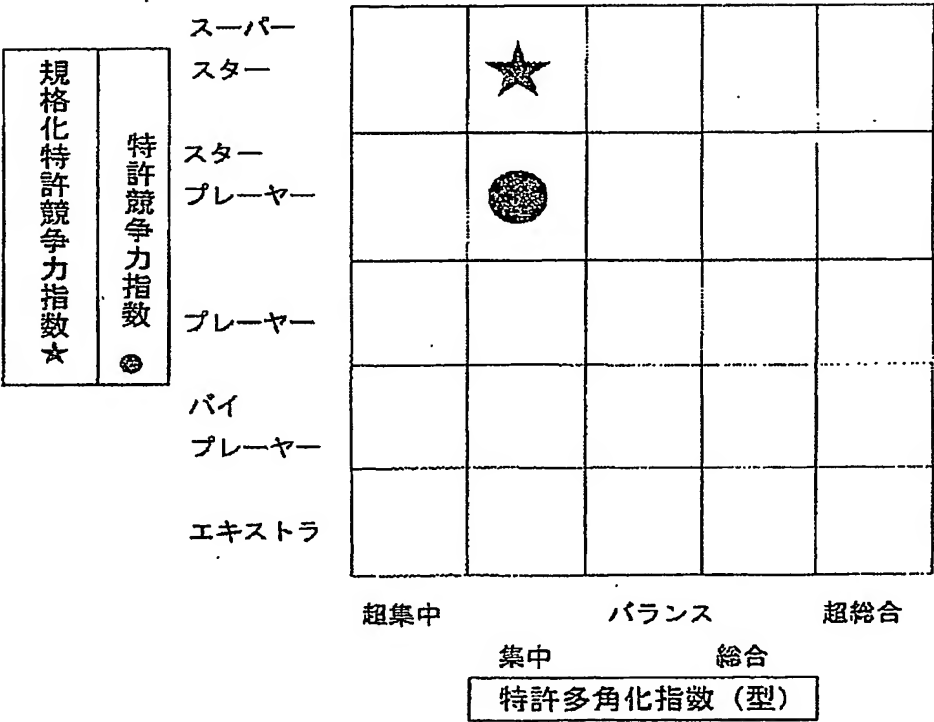 規格化特許競争力指数☆
特許競争力指数
スーパー
スター
スター
プレーヤー
プレーヤー
バイ
プレーヤー
エキストラ
超集中
バランス
超総合
集中
総合
特許多角化指数（型）